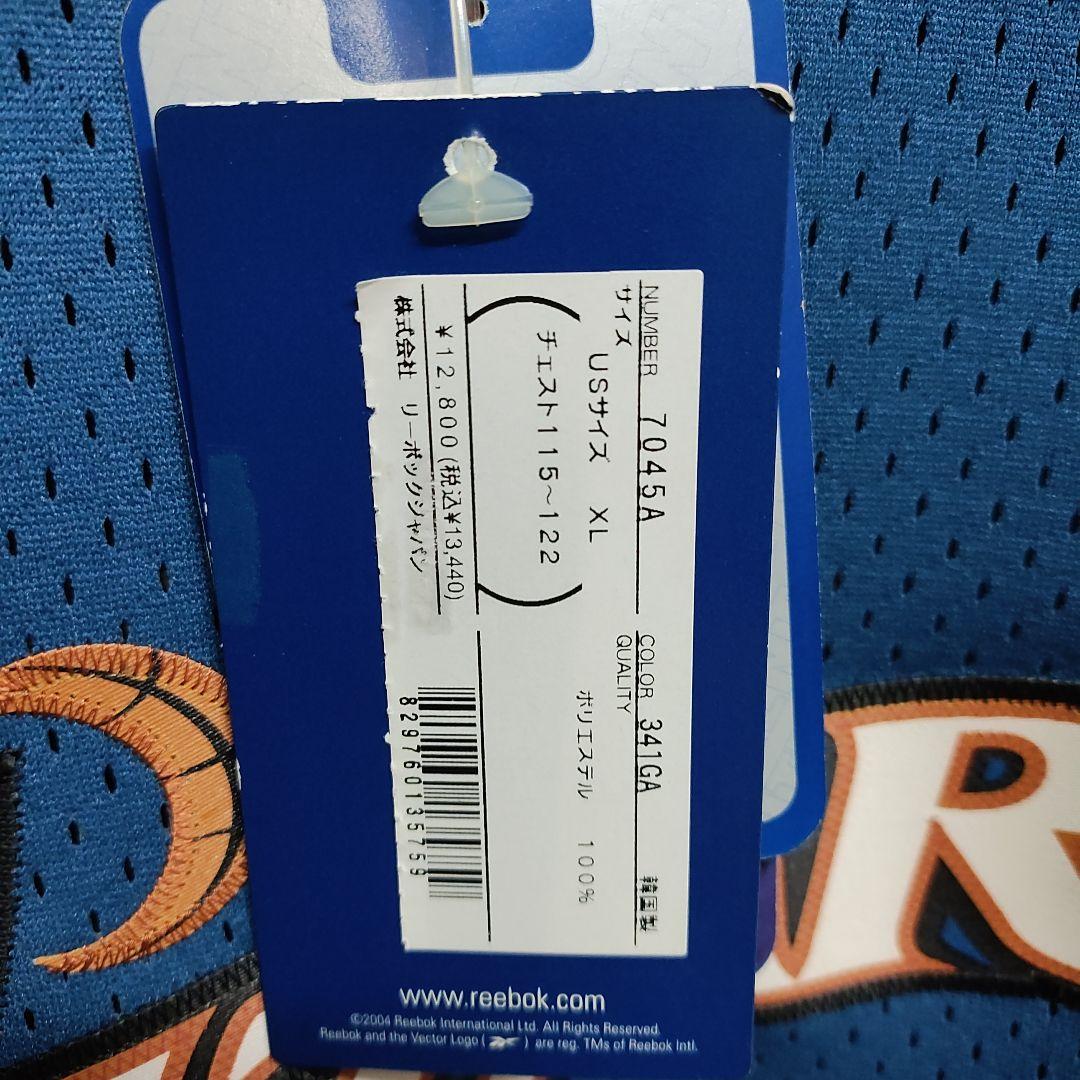 NUMBER 7045A COLOR 341GA 韓国製
サイズ QUALITY
USサイズ XL ポリエステル 100%
チェスト115〜122
¥12,800(税込¥13,440)
株式会社 リーボックジャパン
829760135759
www.reebok.com
©2004 Reebok International Ltd. All Rights Reserved.
Reebok and the Vector Logo ( ) are reg. TMs of Reebok Intl.
R